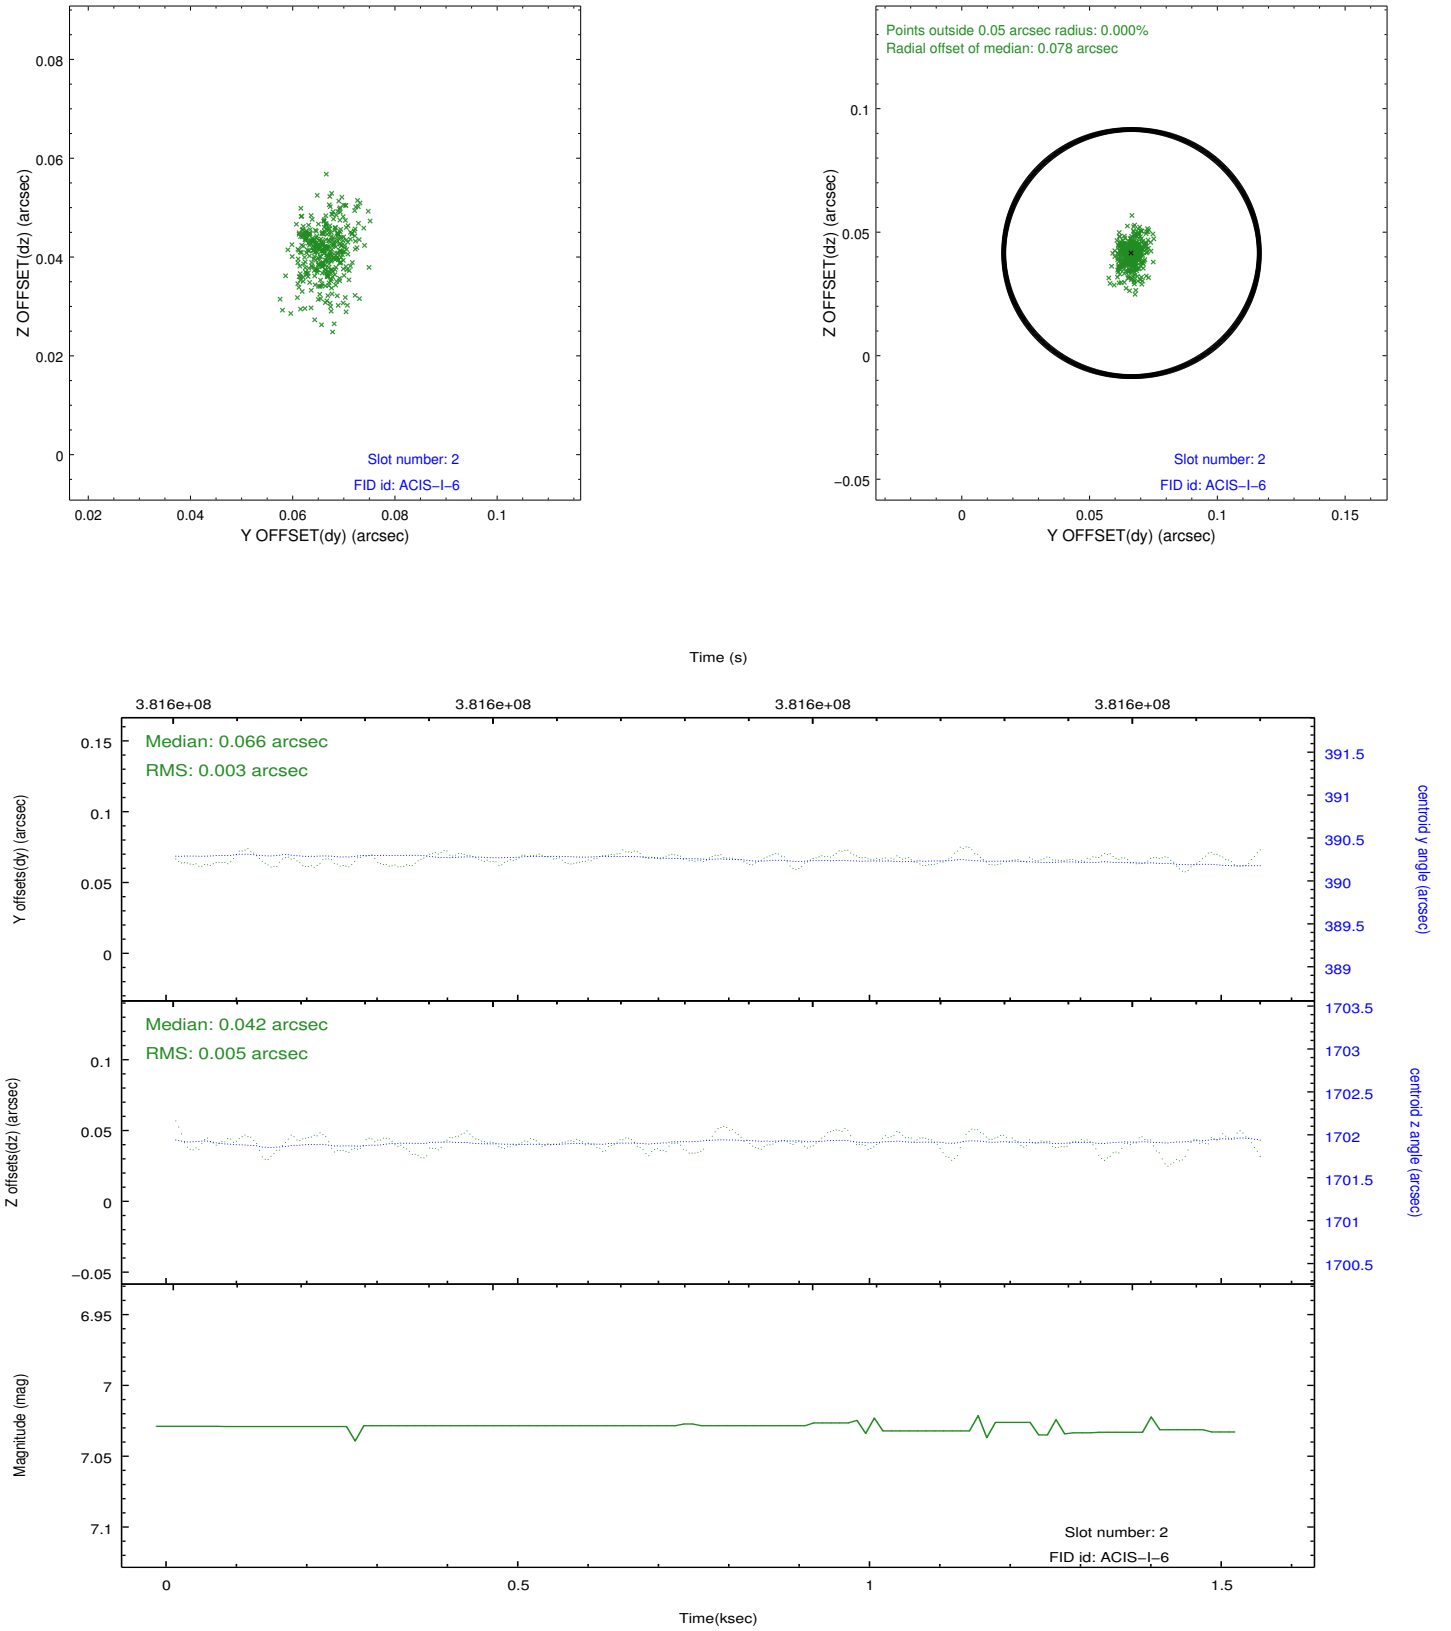 0.08
0.06
0.04
0.02
0
0.02
0.04
0.06
0.08
0.1
Z OFFSET(dz) (arcsec)
Y OFFSET(dy) (arcsec)
Slot number: 2
FID id: ACIS−I−6
Points outside 0.05 arcsec radius: 0.000%
Radial offset of median: 0.078 arcsec
0.1
0.05
0
−0.05
0
0.05
0.1
0.15
Z OFFSET(dz) (arcsec)
Y OFFSET(dy) (arcsec)
Slot number: 2
FID id: ACIS−I−6
Time (s)
3.816e+08
3.816e+08
3.816e+08
3.816e+08
Median: 0.066 arcsec
RMS: 0.003 arcsec
0.15
0.1
0.05
0
Y offsets(dy) (arcsec)
391.5
391
390.5
390
389.5
389
centroid y angle (arcsec)
Median: 0.042 arcsec
RMS: 0.005 arcsec
0.1
0.05
0
−0.05
Z offsets(dz) (arcsec)
1703.5
1703
1702.5
1702
1701.5
1701
1700.5
centroid z angle (arcsec)
6.95
7
7.05
7.1
Magnitude (mag)
Slot number: 2
FID id: ACIS−I−6
0
0.5
1
1.5
Time(ksec)